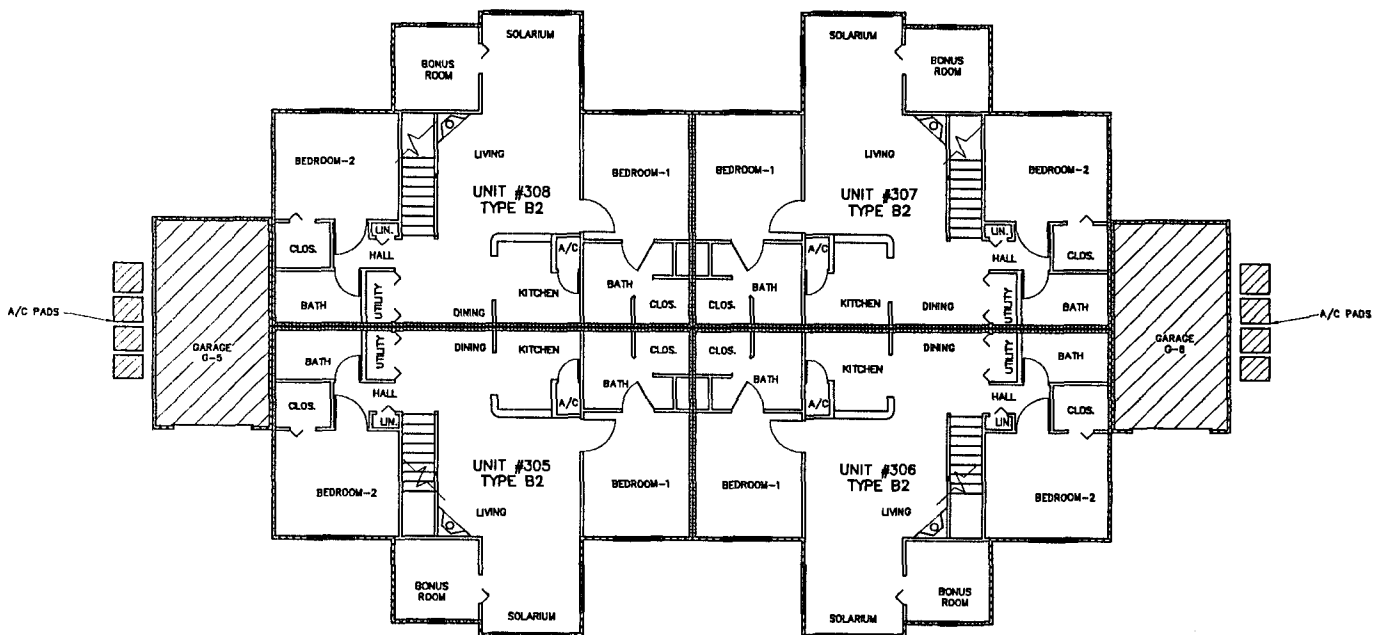 SOLARIUM
SOLARIUM
BONUS
ROOM
BONUS
ROOM
BEDROOM-2
LIVING
BEDROOM-1
BEDROOM-1
LIVING
BEDROOM-2
UNIT #308
TYPE B2
UNIT #307
TYPE B2
CLOS.
LIN.
HALL
A/C
A/C
LIN.
HALL
CLOS.
BATH
UTILITY
DINING
KITCHEN
BATH
CLOS.
CLOS.
BATH
KITCHEN
DINING
UTILITY
BATH
A/C PADS
GARAGE
G-5
GARAGE
G-6
A/C PADS
BATH
UTILITY
DINING
KITCHEN
BATH
CLOS.
CLOS.
BATH
KITCHEN
DINING
UTILITY
BATH
CLOS.
HALL
LIN.
A/C
A/C
HALL
LIN.
CLOS.
UNIT #305
TYPE B2
UNIT #306
TYPE B2
BEDROOM-2
LIVING
BEDROOM-1
BEDROOM-1
LIVING
BEDROOM-2
BONUS
ROOM
BONUS
ROOM
SOLARIUM
SOLARIUM